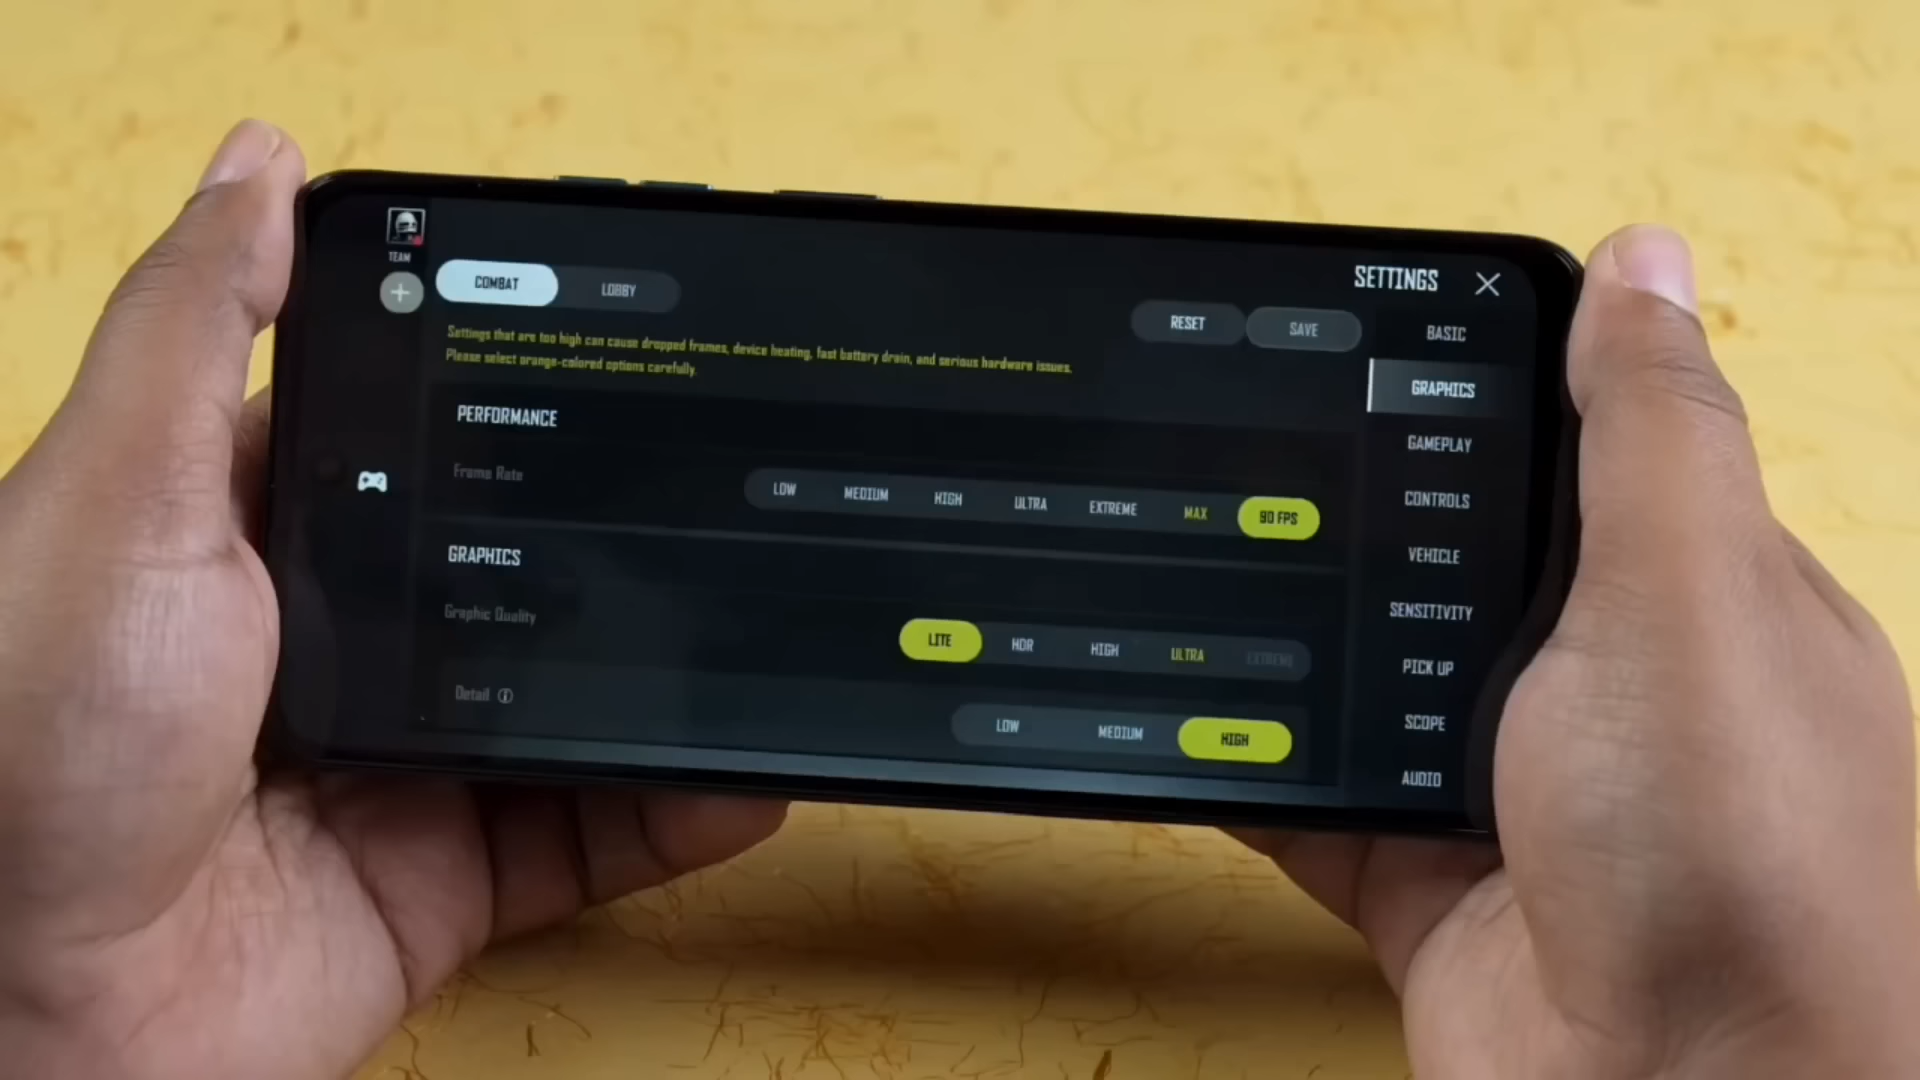 TEAM
COMBAT
LOBBY
SETTINGS
RESET
SAVE
Settings that are too high can cause dropped frames, device heating, fast battery drain, and serious hardware issues.
Please select orange-colored options carefully.
PERFORMANCE
Frame Rate
LOW MEDIUM HIGH ULTRA EXTREME MAX 90 FPS
GRAPHICS
Graphic Quality
LITE HDR HIGH ULTRA EXTREME
Detail
LOW MEDIUM HIGH
BASIC
GRAPHICS
GAMEPLAY
CONTROLS
VEHICLE
SENSITIVITY
PICK UP
SCOPE
AUDIO